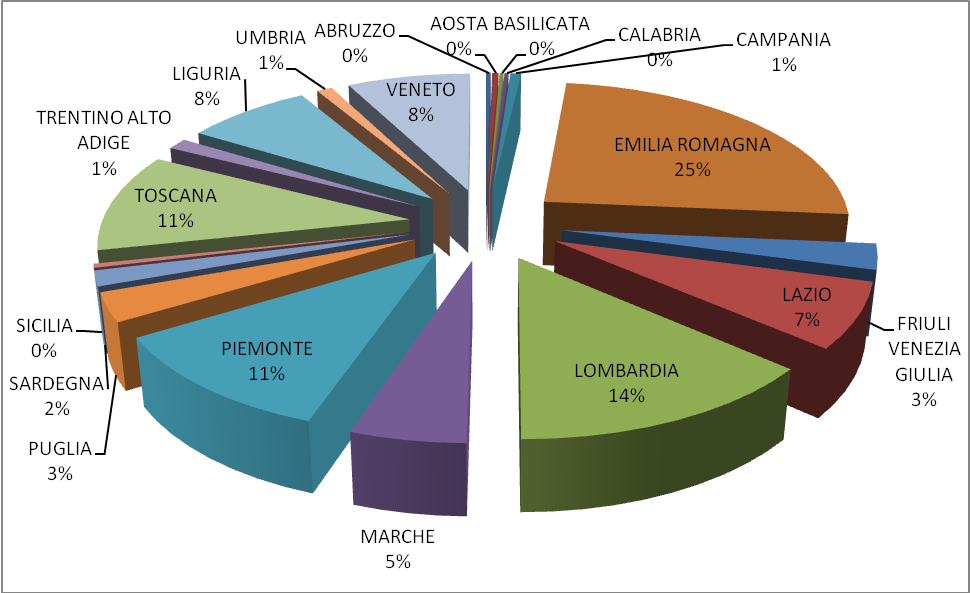 AOSTA
0%
BASILICATA
0%
CALABRIA
0%
CAMPANIA
1%
EMILIA ROMAGNA
25%
FRIULI
VENEZIA
GIULIA
3%
LAZIO
7%
LOMBARDIA
14%
MARCHE
5%
PIEMONTE
11%
PUGLIA
3%
SARDEGNA
2%
SICILIA
0%
TOSCANA
11%
TRENTINO ALTO
ADIGE
1%
LIGURIA
8%
UMBRIA
1%
VENETO
8%
ABRUZZO
0%